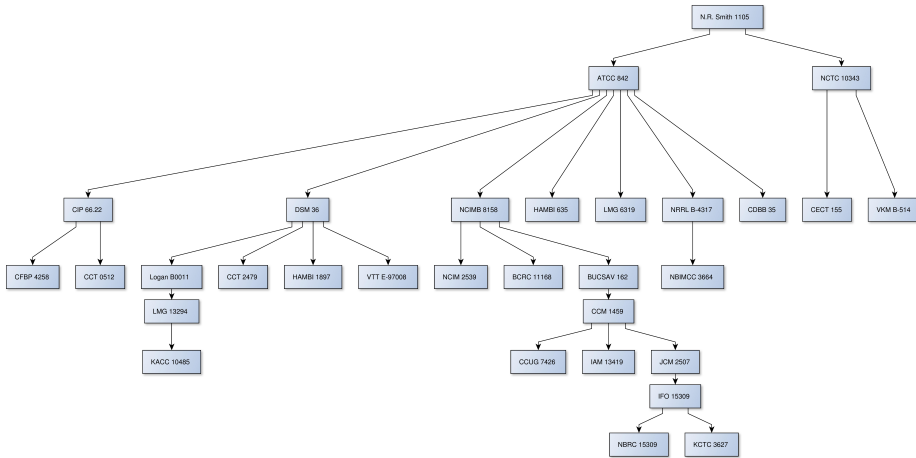 N.R. Smith 1105
ATCC 842
NCTC 10343
CIP 66.22
DSM 36
NCIMB 8158
HAMBI 635
LMG 6319
NRRL B-4317
CDBB 35
CECT 155
VKM B-514
CFBP 4258
CCT 0512
Logan B0011
CCT 2479
HAMBI 1897
VTT E-97008
NCIM 2539
BCRC 11168
BUCSAV 162
NBIMCC 3664
LMG 13294
CCM 1459
KACC 10485
CCUG 7426
IAM 13419
JCM 2507
IFO 15309
NBRC 15309
KCTC 3627